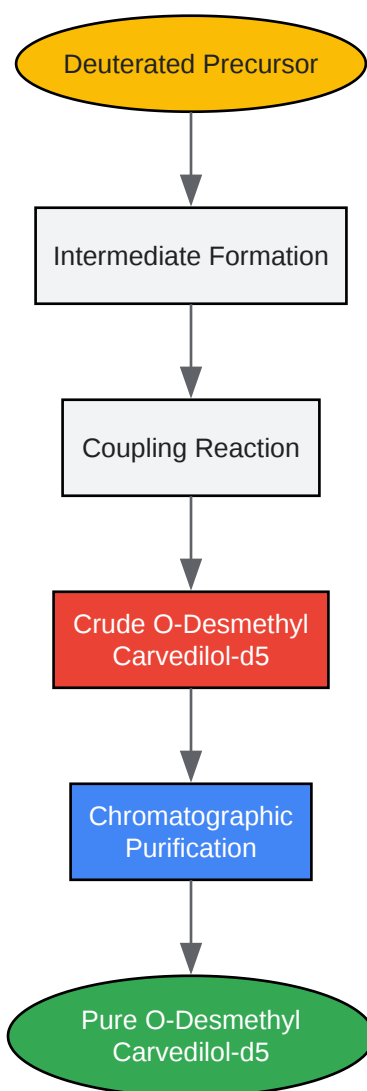 Deuterated Precursor
Intermediate Formation
Coupling Reaction
Crude O-Desmethyl
Carvedilol-d5
Chromatographic
Purification
Pure O-Desmethyl
Carvedilol-d5